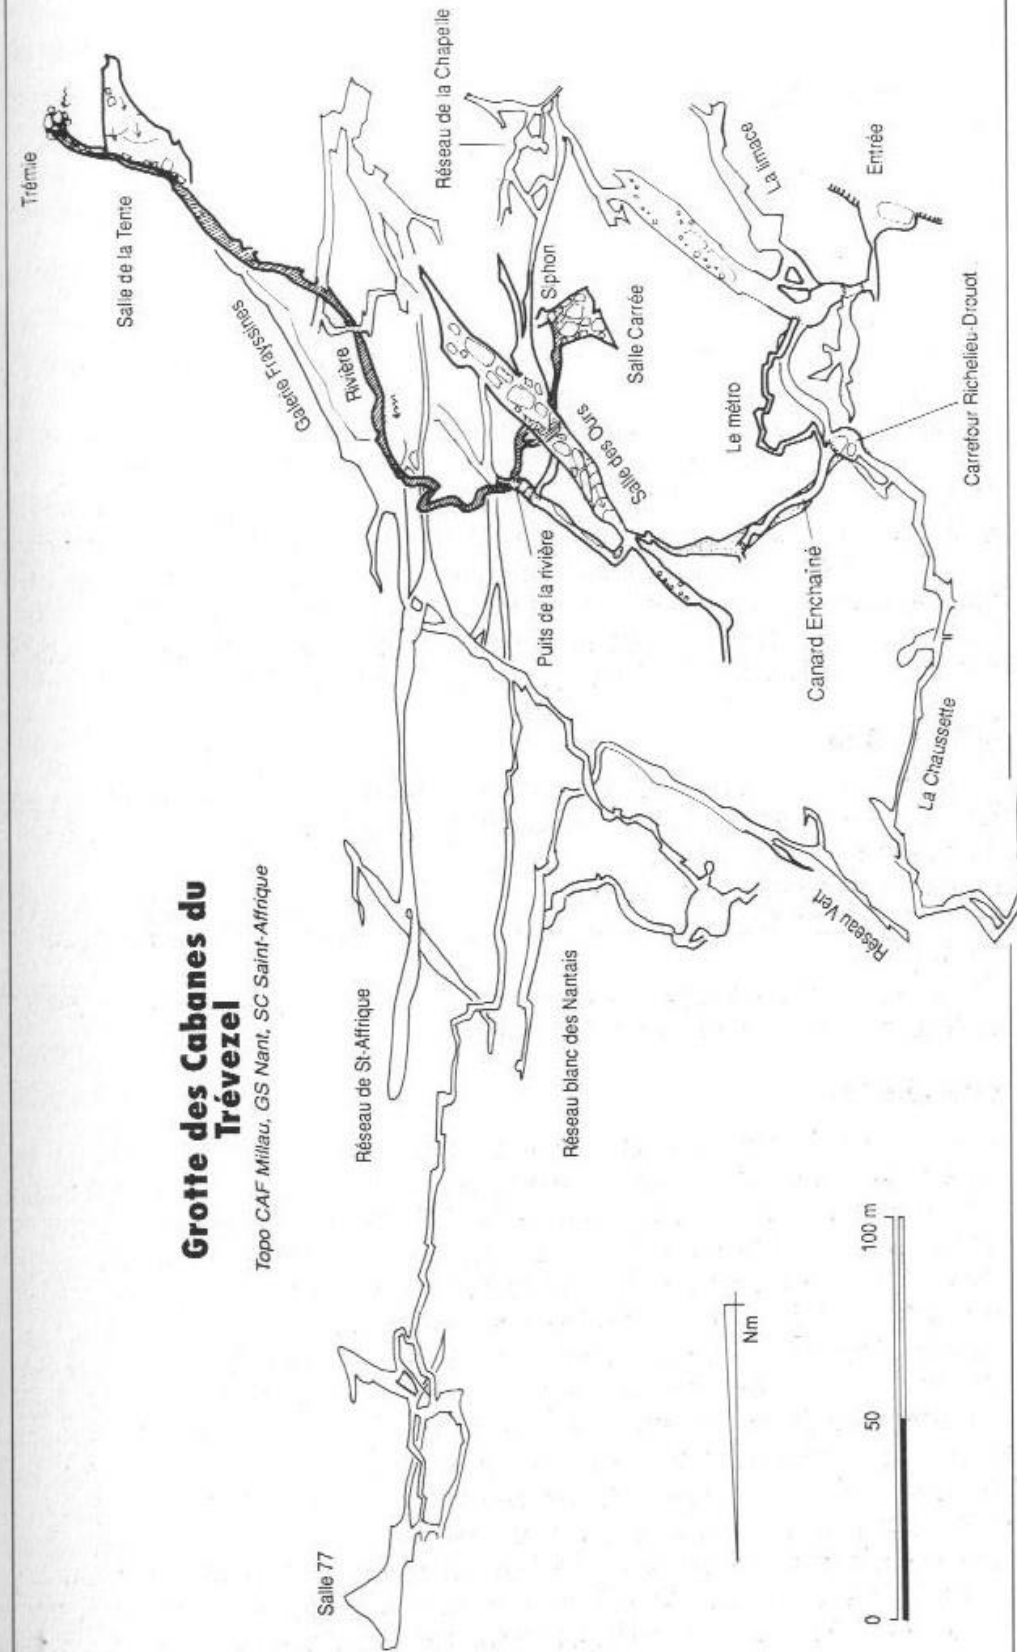 Grotte des Cabanes du
Trévezel
Topo CAF Millau, GS Nant, SC Saint-Affrique
Trémie
Salle de la Tente
Galerie Frayssines
Rivière
Réseau de la Chapelle
Siphon
Salle Carrée
Salle des Ours
La limace
Entrée
Le métro
Carrefour Richelieu-Drouot
Puits de la rivière
Canard Enchaîné
La Chaussette
Réseau Vert
Réseau de St-Affrique
Réseau blanc des Nantais
Salle 77
Nm
0
50
100 m